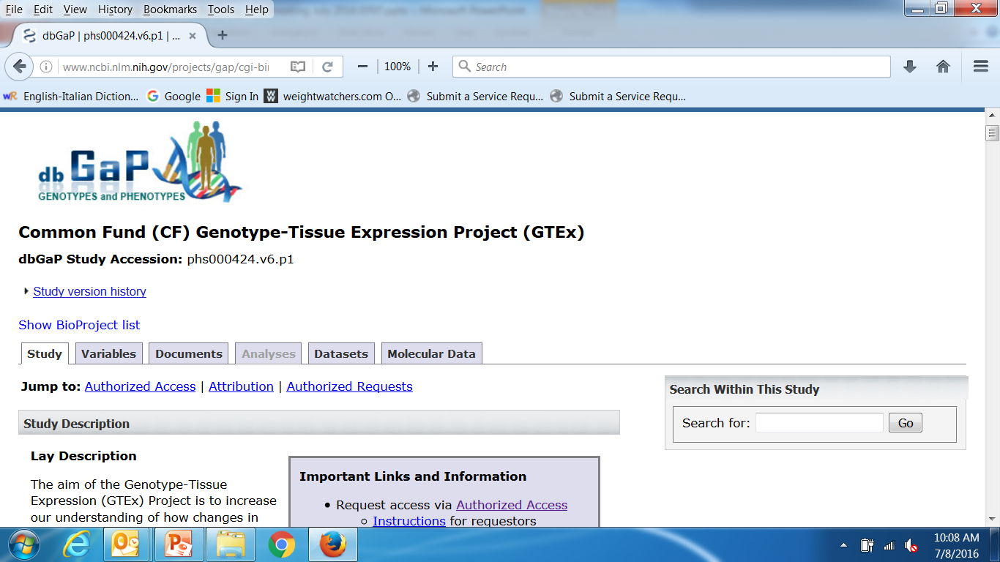 File Edit View History Bookmarks Tools Help
dbGaP | phs000424.v6.p1 | ...
www.ncbi.nlm.nih.gov/projects/gap/cgi-bin 100% Search
English-Italian Diction... Google Sign In weightwatchers.com O... Submit a Service Requ... Submit a Service Requ...
db GaP
GENOTYPES and PHENOTYPES
Common Fund (CF) Genotype-Tissue Expression Project (GTEx)
dbGaP Study Accession: phs000424.v6.p1
Study version history
Show BioProject list
Study Variables Documents Analyses Datasets Molecular Data
Jump to: Authorized Access | Attribution | Authorized Requests
Search Within This Study
Search for: Go
Study Description
Lay Description
The aim of the Genotype-Tissue
Expression (GTEx) Project is to increase
our understanding of how changes in
Important Links and Information
• Request access via Authorized Access
○ Instructions for requestors
10:08 AM
7/8/2016